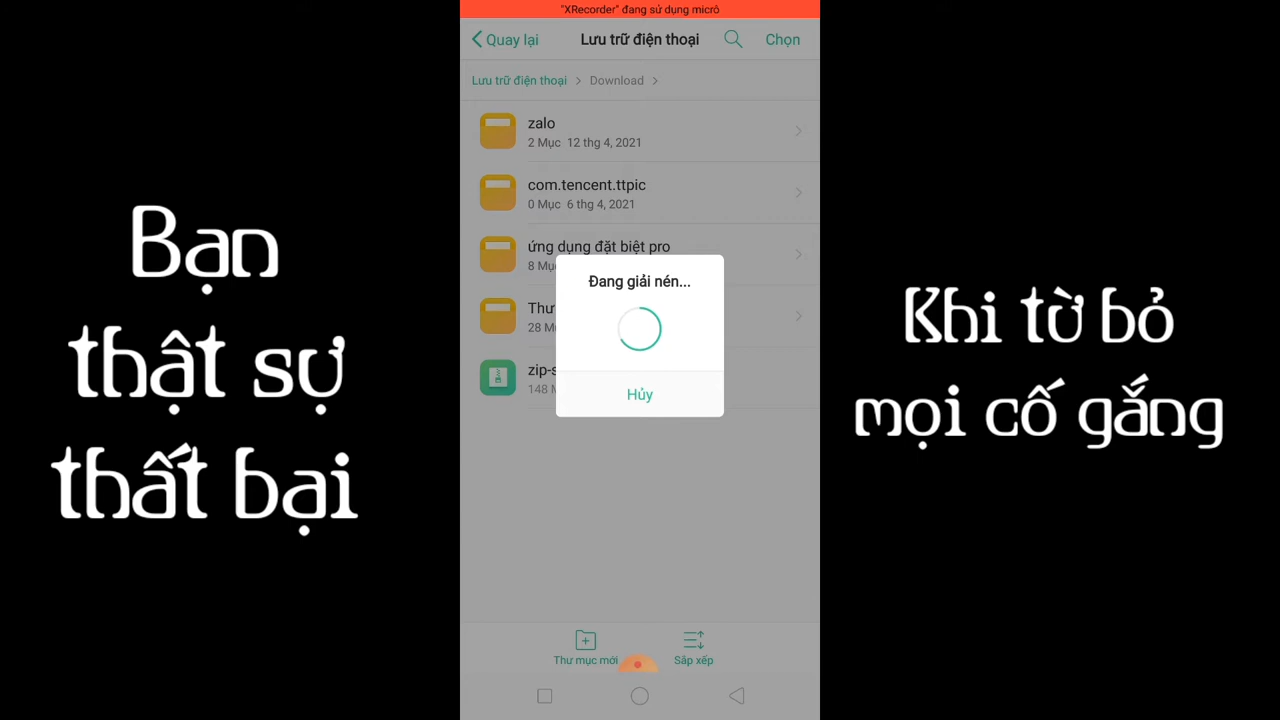 "XRecorder" đang sử dụng micrô
Quay lại
Lưu trữ điện thoại
Chọn
Lưu trữ điện thoại > Download >
zalo
2 Mục 12 thg 4, 2021
com.tencent.ttpic
0 Mục 6 thg 4, 2021
ứng dụng đặt biệt pro
8 Mụ
Thư
28 M
zip-s
148 M
Đang giải nén...
Hủy
Thư mục mới
Sắp xếp
Bạn
thật sự
thất bại
Khi từ bỏ
mọi cố gắng